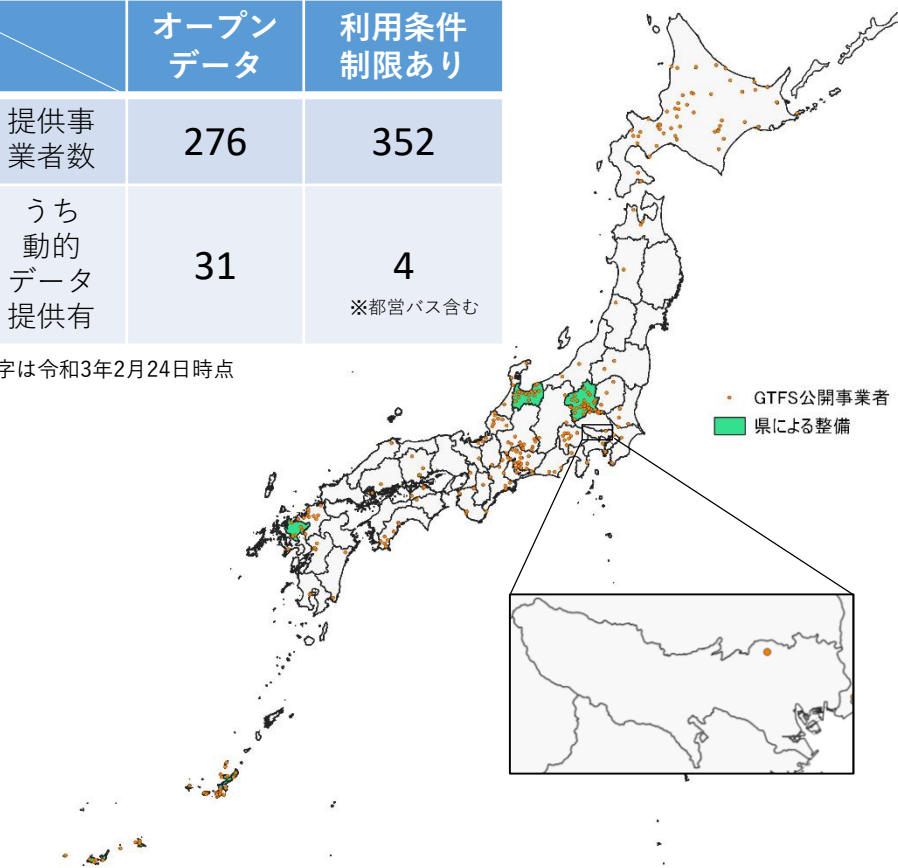 オープン
データ
利用条件
制限あり
提供事
業者数
276
352
うち
動的
データ
提供有
31
4
※都営バス含む
字は令和3年2月24日時点
GTFS公開事業者
県による整備